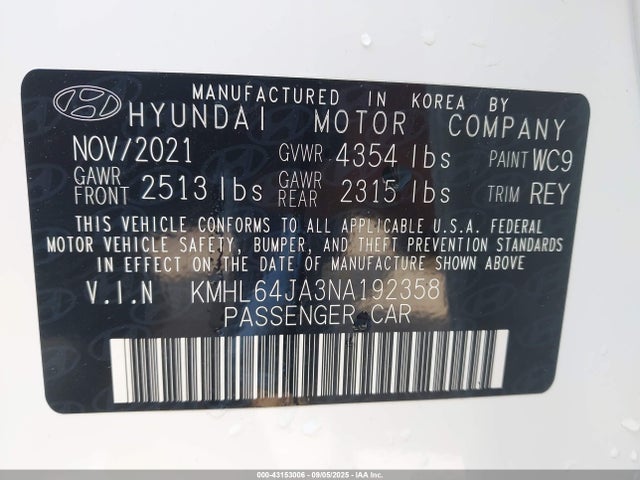 MANUFACTURED IN KOREA BY
HYUNDAI MOTOR COMPANY
NOV/2021 GVWR 4354 lbs PAINT WC9
GAWR FRONT 2513 lbs GAWR REAR 2315 lbs TRIM REY
THIS VEHICLE CONFORMS TO ALL APPLICABLE U.S.A. FEDERAL
MOTOR VEHICLE SAFETY, BUMPER, AND THEFT PREVENTION STANDARDS
IN EFFECT ON THE DATE OF MANUFACTURE SHOWN ABOVE
V.I.N KMHL64JA3NA192358
PASSENGER CAR
000-43153006 - 09/05/2025 - IAA, Inc.